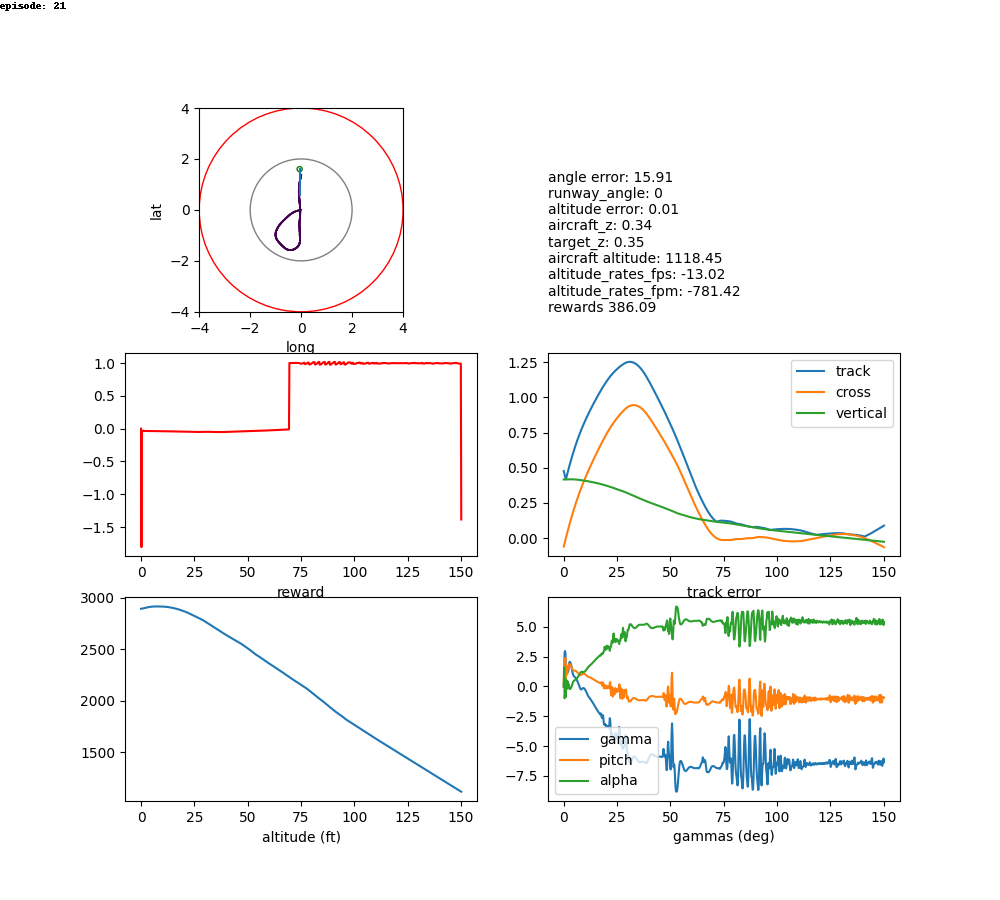 episode: 21
4
2
0
−2
−4
lat
−4 −2 0 2 4
long
angle error: 15.91
runway_angle: 0
altitude error: 0.01
aircraft_z: 0.34
target_z: 0.35
aircraft altitude: 1118.45
altitude_rates_fps: -13.02
altitude_rates_fpm: -781.42
rewards 386.09
1.0
0.5
0.0
−0.5
−1.0
−1.5
0 25 50 75 100 125 150
reward
1.25
1.00
0.75
0.50
0.25
0.00
track
cross
vertical
0 25 50 75 100 125 150
track error
3000
2500
2000
1500
0 25 50 75 100 125 150
altitude (ft)
5.0
2.5
0.0
−2.5
−5.0
−7.5
gamma
pitch
alpha
0 25 50 75 100 125 150
gammas (deg)